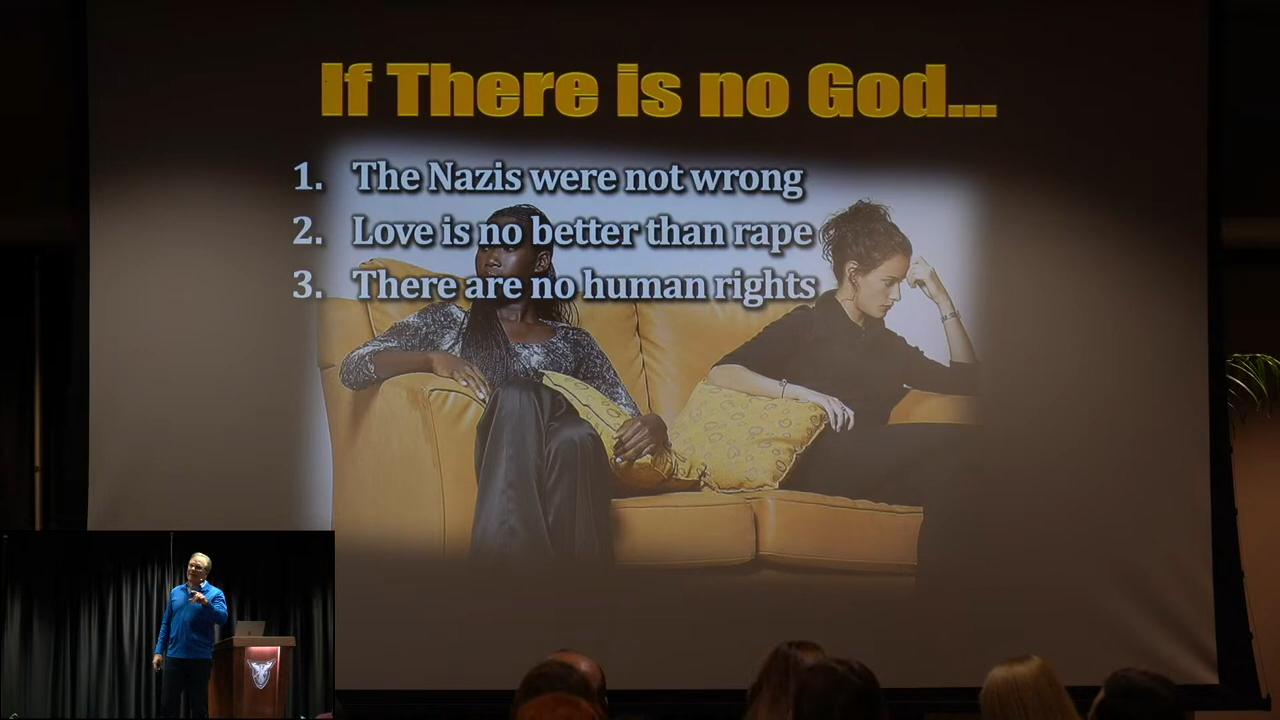 If There is no God...
1. The Nazis were not wrong
2. Love is no better than rape
3. There are no human rights